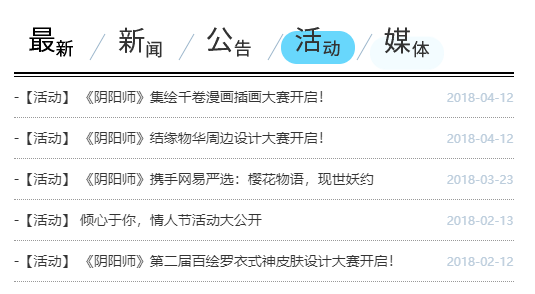 最新 / 新闻 / 公告 / 活动 / 媒体
-【活动】 《阴阳师》集绘千卷漫画插画大赛开启！ 2018-04-12
-【活动】 《阴阳师》结缘物华周边设计大赛开启！ 2018-04-12
-【活动】 《阴阳师》携手网易严选：樱花物语，现世妖约 2018-03-23
-【活动】 倾心于你，情人节活动大公开 2018-02-13
-【活动】 《阴阳师》第二届百绘罗衣式神皮肤设计大赛开启！ 2018-02-12